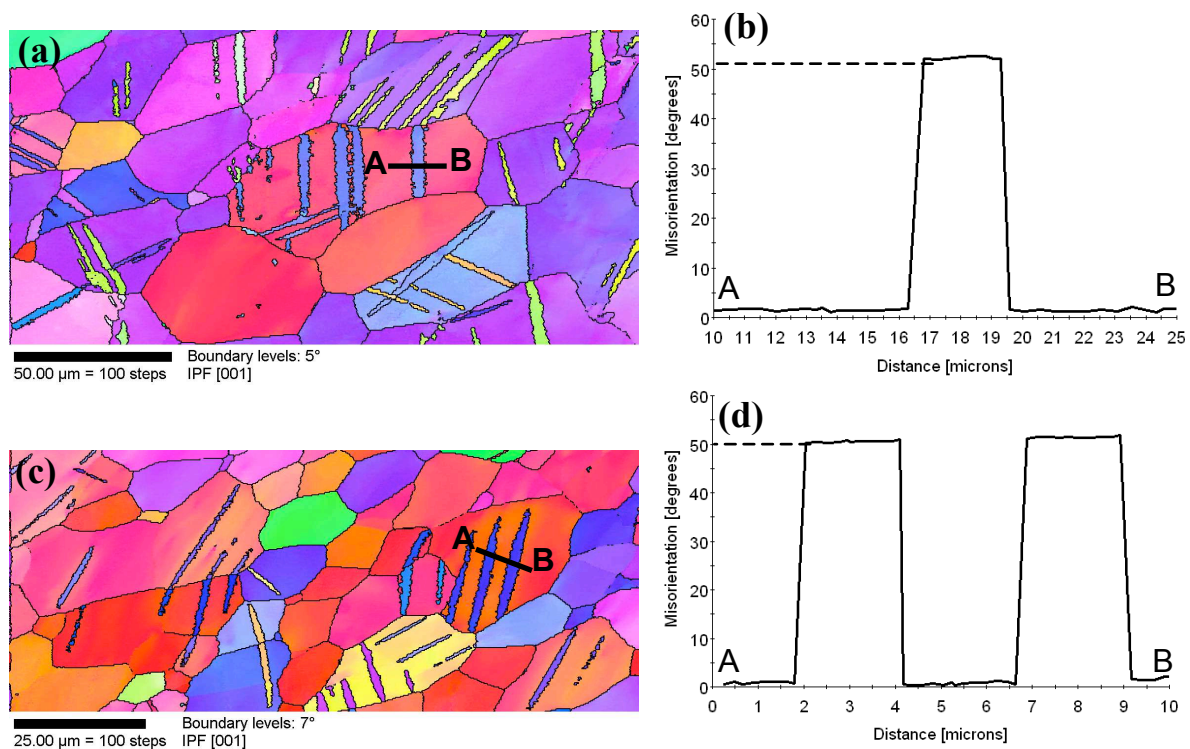 (a)
A B
Boundary levels: 5°
50.00 µm = 100 steps IPF [001]
(b)
60
50
40
30
20
10
0
Misorientation [degrees]
A B
10 11 12 13 14 15 16 17 18 19 20 21 22 23 24 25
Distance [microns]
(c)
A B
Boundary levels: 7°
25.00 µm = 100 steps IPF [001]
(d)
60
50
40
30
20
10
0
Misorientation [degrees]
A B
0 1 2 3 4 5 6 7 8 9 10
Distance [microns]